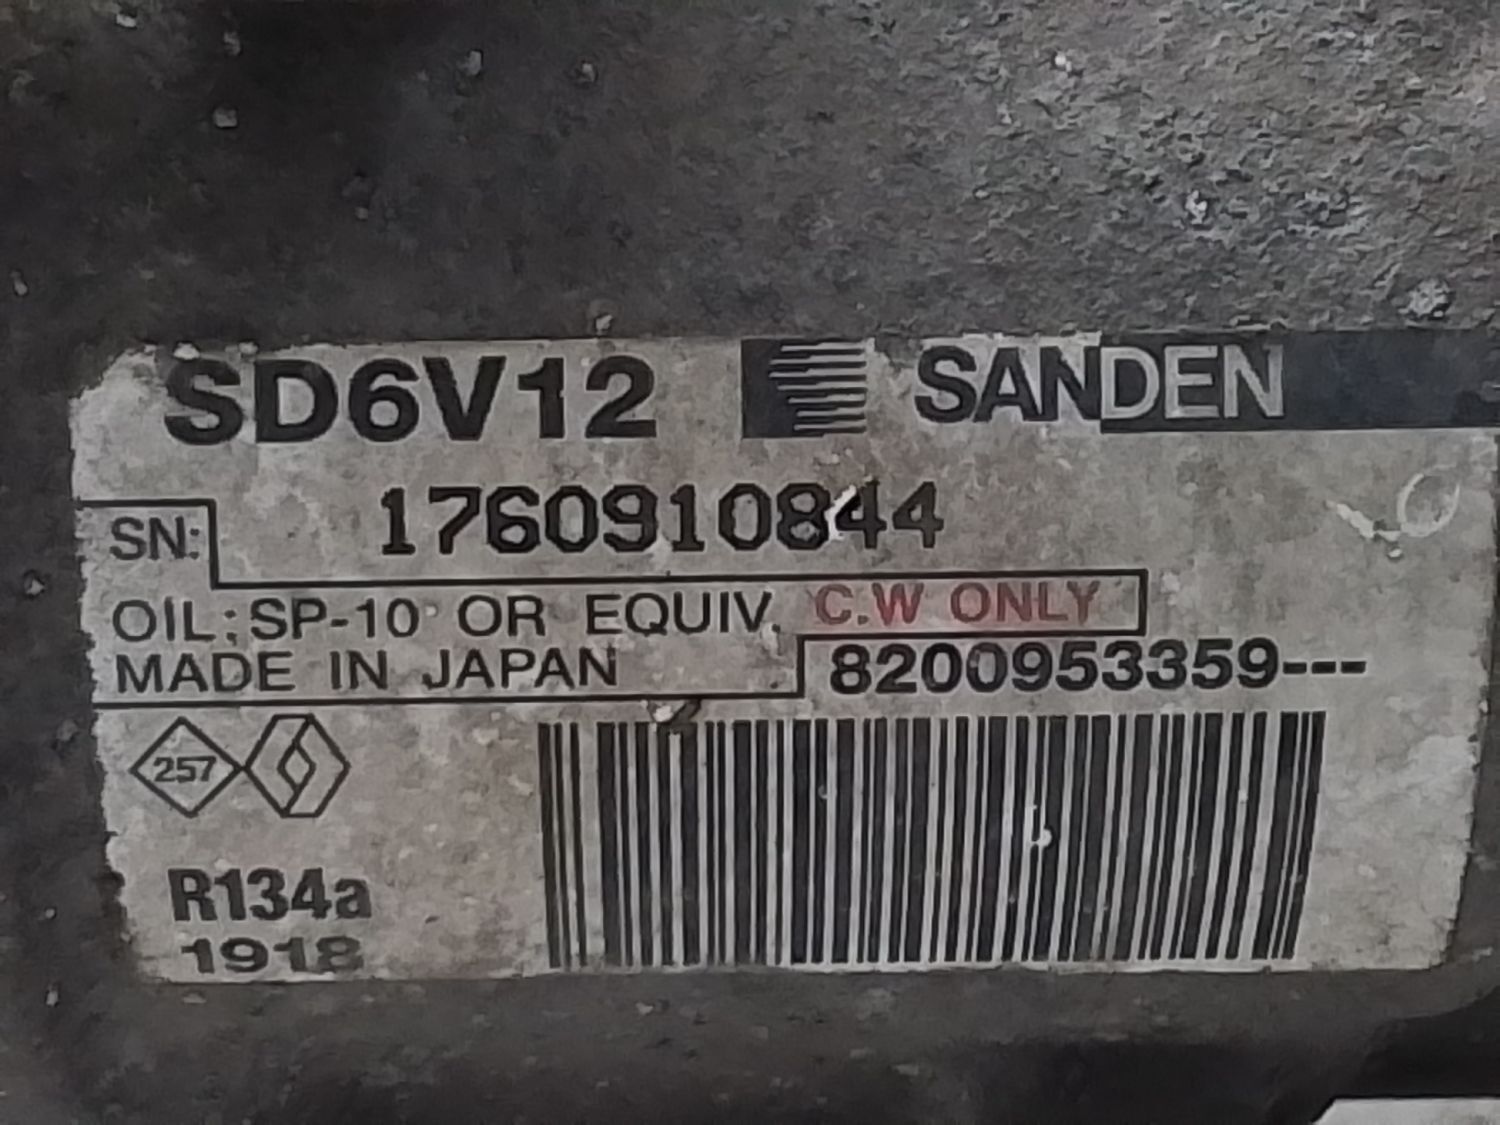 SD6V12 SANDEN
SN: 1760910844
OIL; SP-10 OR EQUIV. C.W ONLY
MADE IN JAPAN 8200953359---
257
R134a
1918